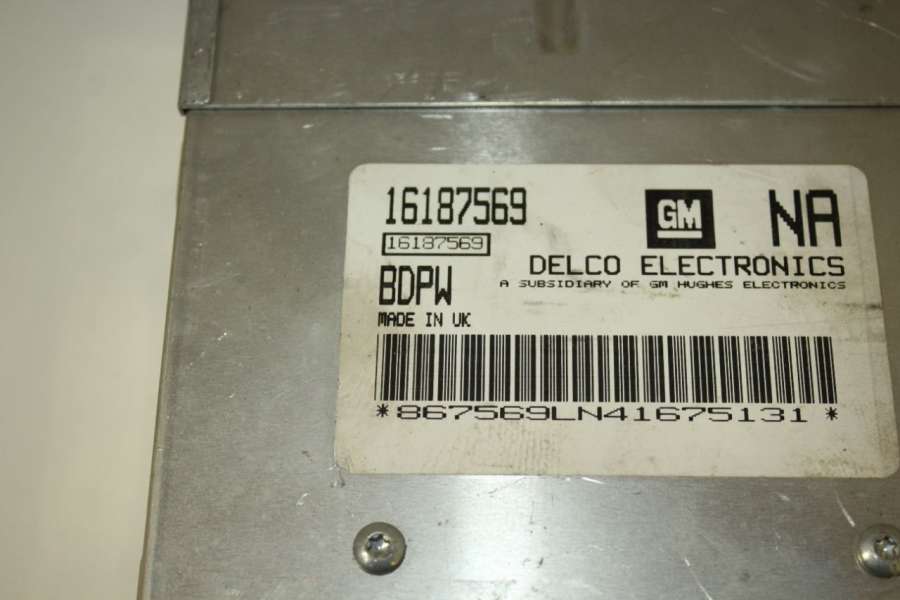 16187569
16187569
GM
NA
DELCO ELECTRONICS
A SUBSIDIARY OF GM HUGHES ELECTRONICS
BDPW
MADE IN UK
*867569LN41675131*